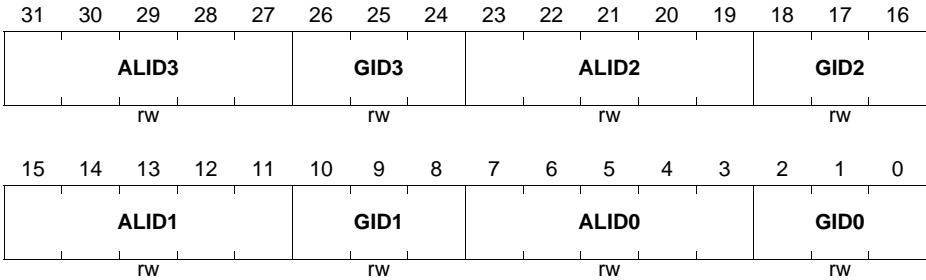 31 30 29 28 27 26 25 24 23 22 21 20 19 18 17 16
ALID3 GID3 ALID2 GID2
rw rw rw rw
15 14 13 12 11 10 9 8 7 6 5 4 3 2 1 0
ALID1 GID1 ALID0 GID0
rw rw rw rw